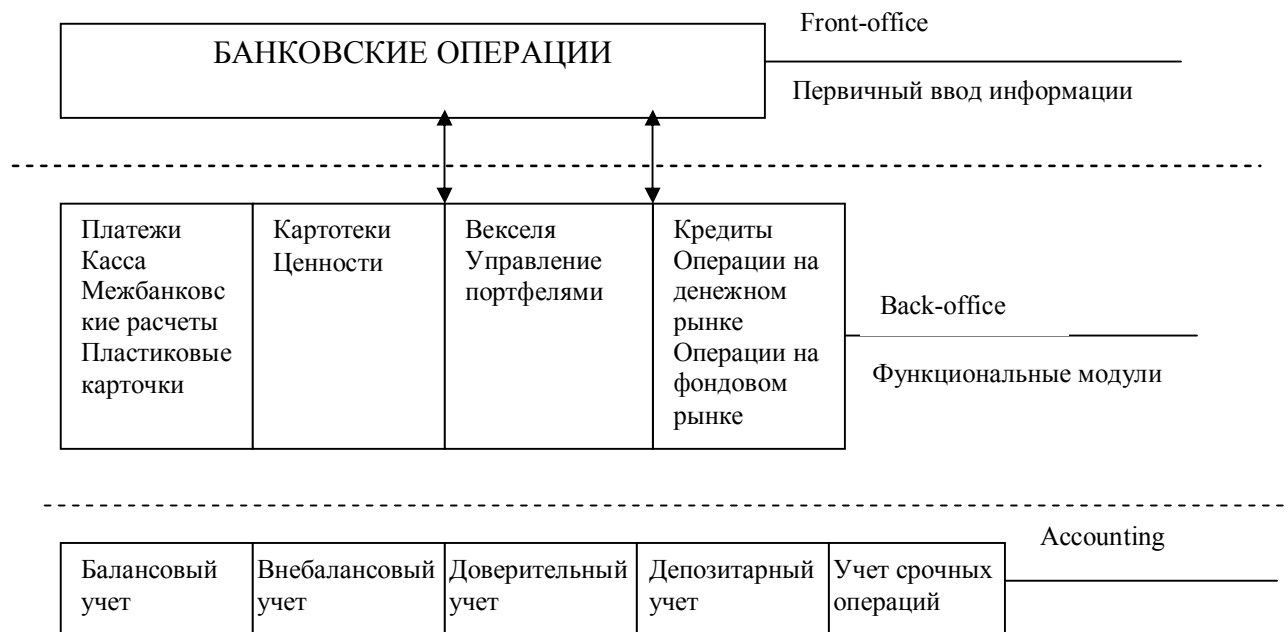 Front-office
БАНКОВСКИЕ ОПЕРАЦИИ
Первичный ввод информации
Платежи
Касса
Межбанковс
кие расчеты
Пластиковые
карточки
Картотеки
Ценности
Векселя
Управление
портфелями
Кредиты
Операции на
денежном
рынке
Операции на
фондовом
рынке
Back-office
Функциональные модули
Accounting
Балансовый
учет
Внебалансовый
учет
Доверительный
учет
Депозитарный
учет
Учет срочных
операций